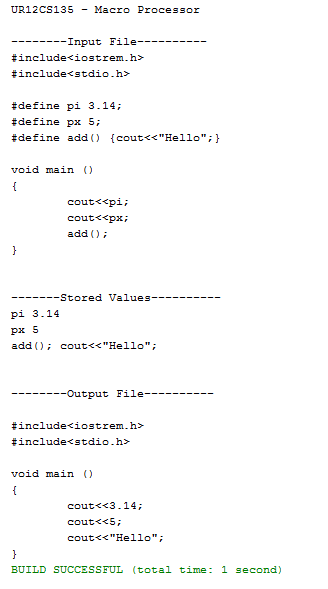 UR12CS135 - Macro Processor
--------Input File----------
#include<iostrem.h>
#include<stdio.h>
#define pi 3.14;
#define px 5;
#define add() {cout<<"Hello";}
void main ()
{
cout<<pi;
cout<<px;
add();
}
-------Stored Values----------
pi 3.14
px 5
add(); cout<<"Hello";
--------Output File----------
#include<iostrem.h>
#include<stdio.h>
void main ()
{
cout<<3.14;
cout<<5;
cout<<"Hello";
}
BUILD SUCCESSFUL (total time: 1 second)